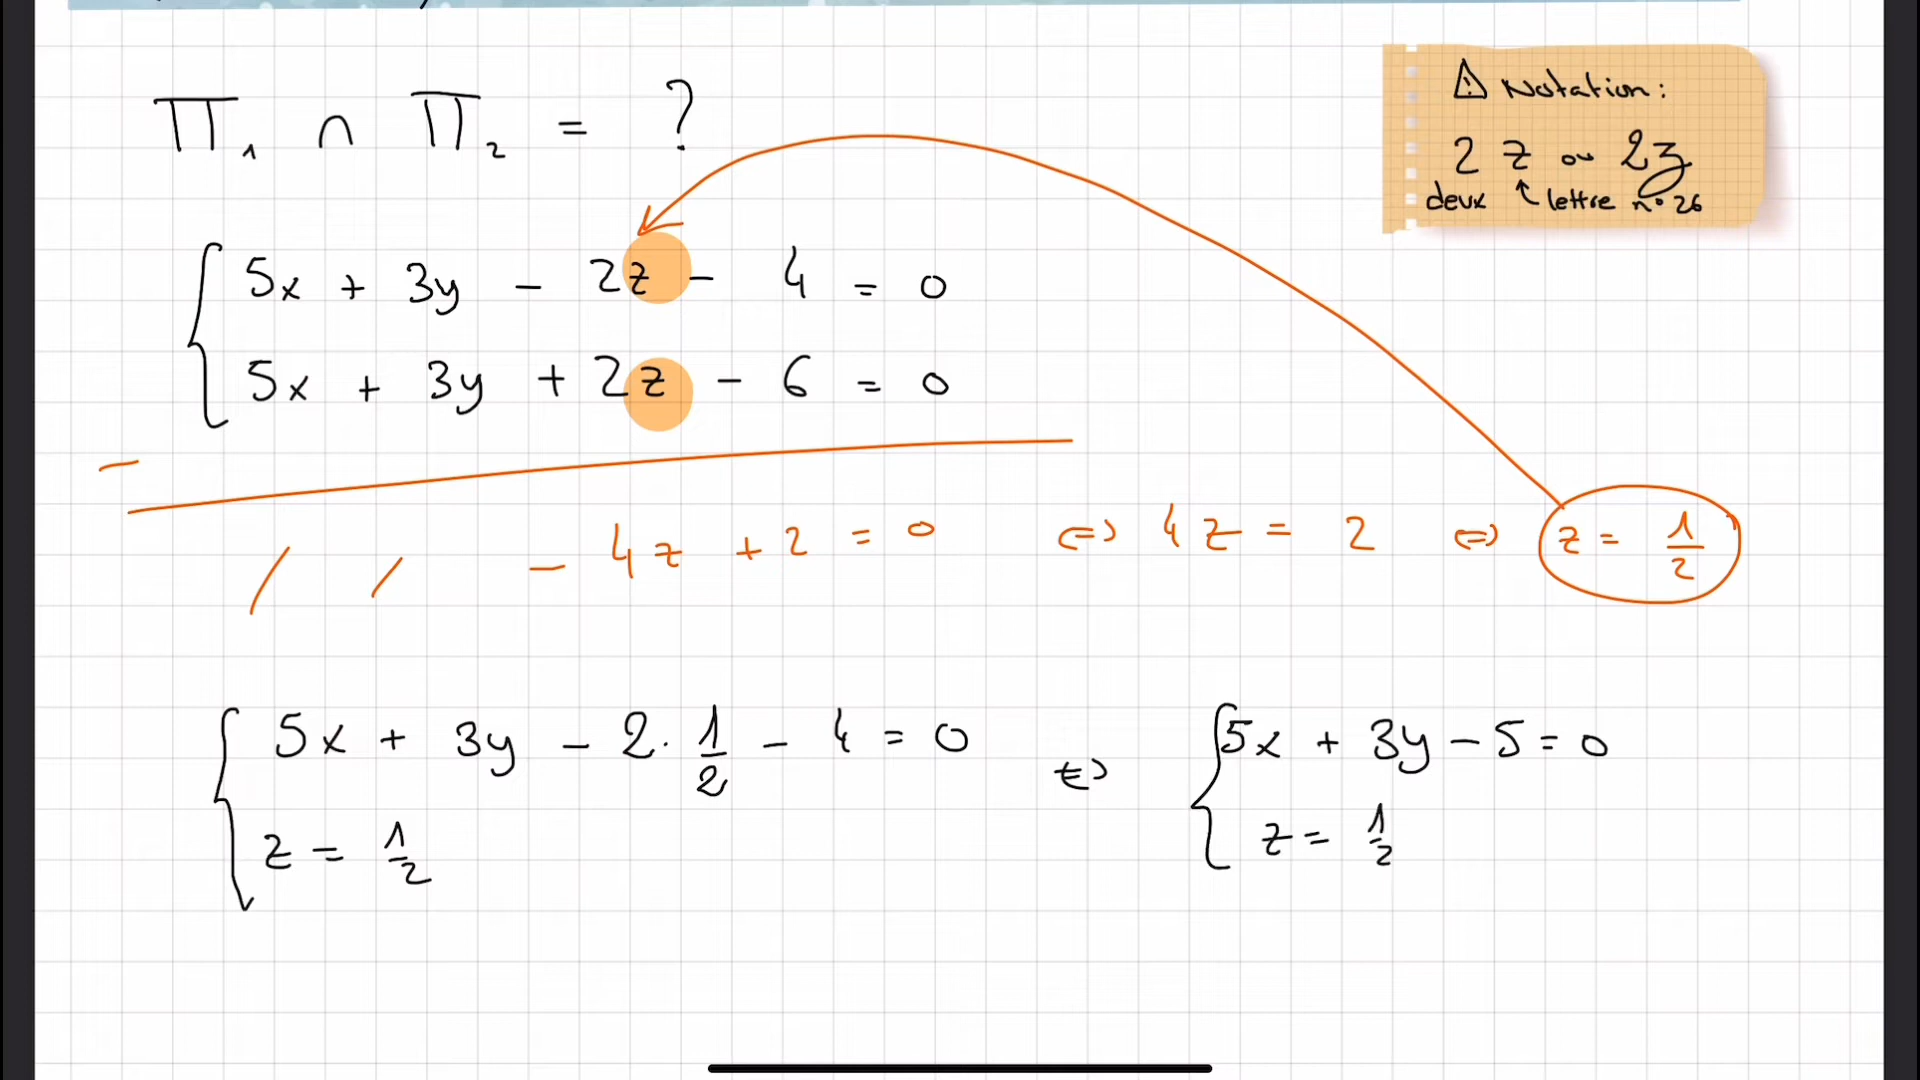 Π₁ ∩ Π₂ = ?
⚠ Notation :
2 z ou 2z
deux ↑ lettre n° 26
{ 5x + 3y - 2z - 4 = 0
5x + 3y + 2z - 6 = 0
-
/ / - 4z + 2 = 0 ⇔ 4z = 2 ⇔ z = 1/2
{ 5x + 3y - 2 · 1/2 - 4 = 0 ⇔ { 5x + 3y - 5 = 0
z = 1/2 z = 1/2